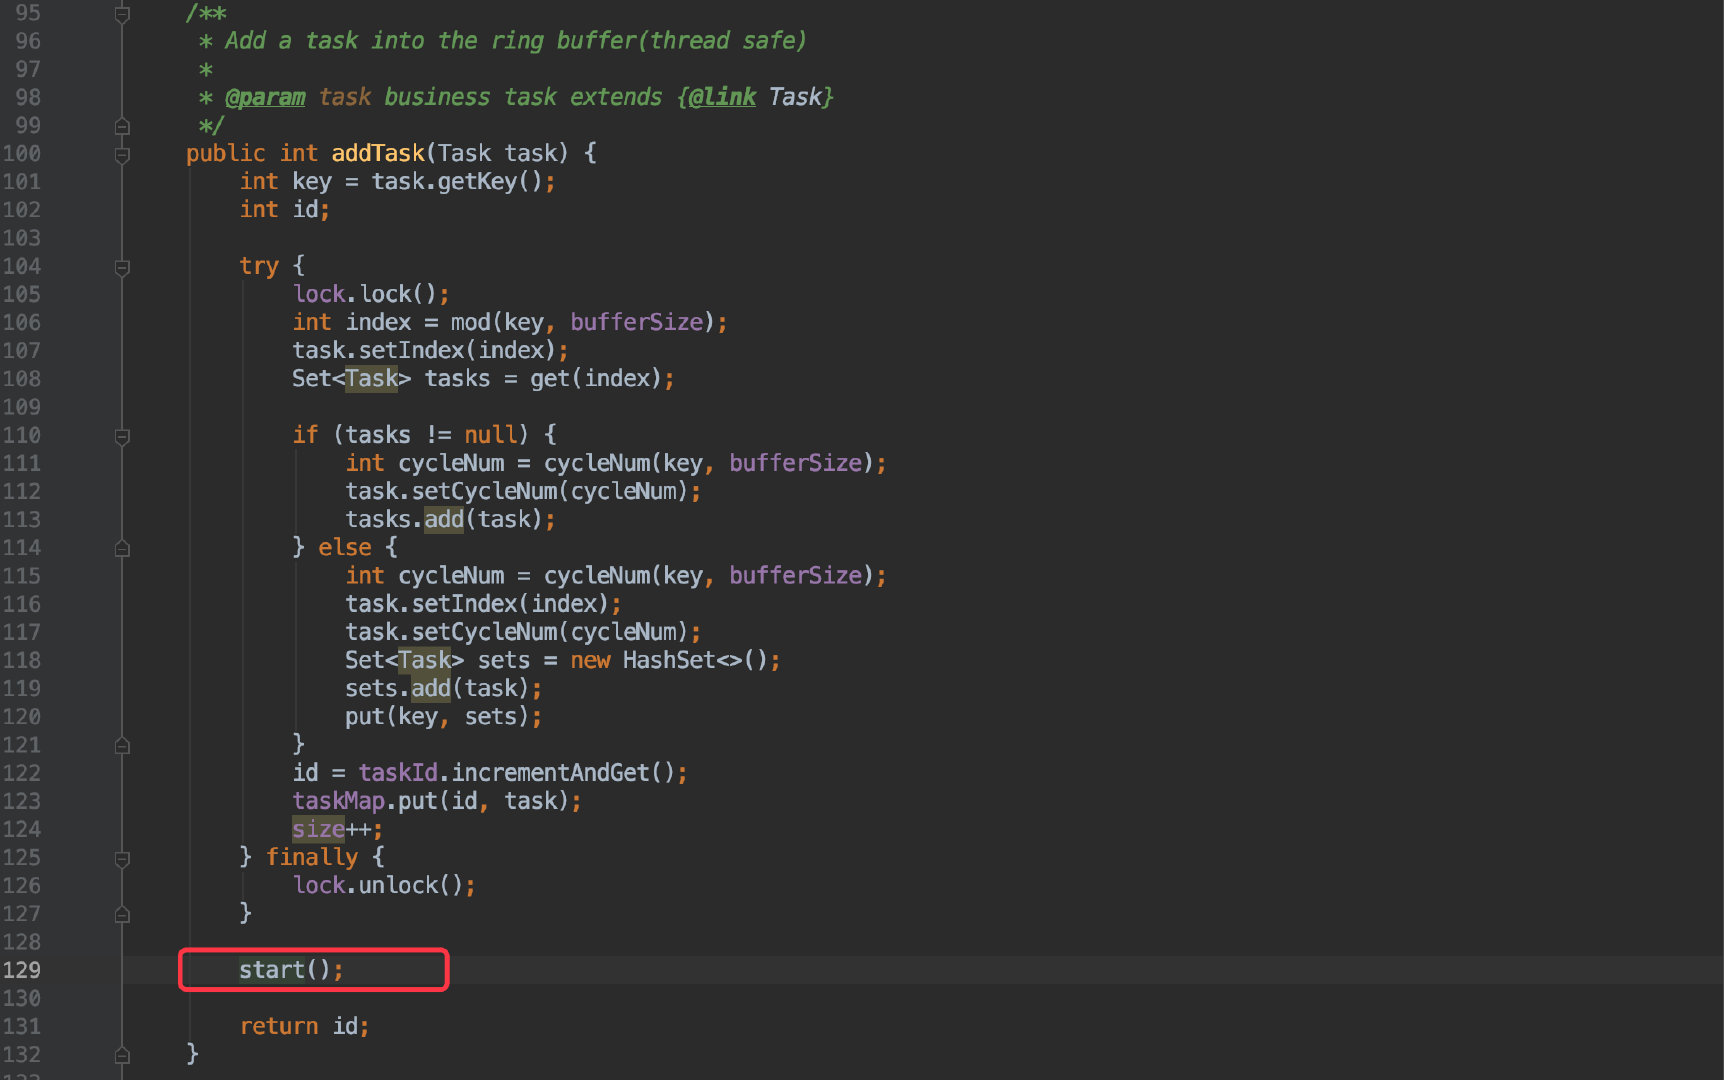 95 /**
96 * Add a task into the ring buffer(thread safe)
97 *
98 * @param task business task extends {@link Task}
99 */
100 public int addTask(Task task) {
101 int key = task.getKey();
102 int id;
103
104 try {
105 lock.lock();
106 int index = mod(key, bufferSize);
107 task.setIndex(index);
108 Set<Task> tasks = get(index);
109
110 if (tasks != null) {
111 int cycleNum = cycleNum(key, bufferSize);
112 task.setCycleNum(cycleNum);
113 tasks.add(task);
114 } else {
115 int cycleNum = cycleNum(key, bufferSize);
116 task.setIndex(index);
117 task.setCycleNum(cycleNum);
118 Set<Task> sets = new HashSet<>();
119 sets.add(task);
120 put(key, sets);
121 }
122 id = taskId.incrementAndGet();
123 taskMap.put(id, task);
124 size++;
125 } finally {
126 lock.unlock();
127 }
128
129 start();
130
131 return id;
132 }